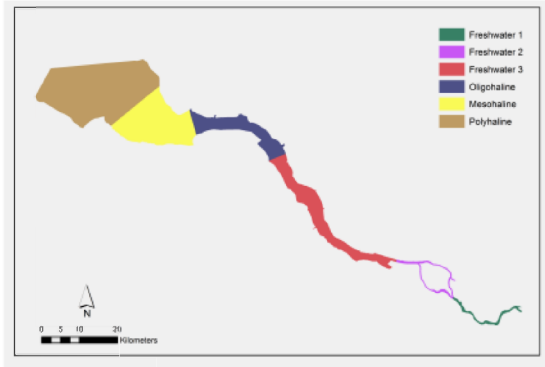 Freshwater 1
Freshwater 2
Freshwater 3
Oligohaline
Mesohaline
Polyhaline
N
0 5 10 20
Kilometers